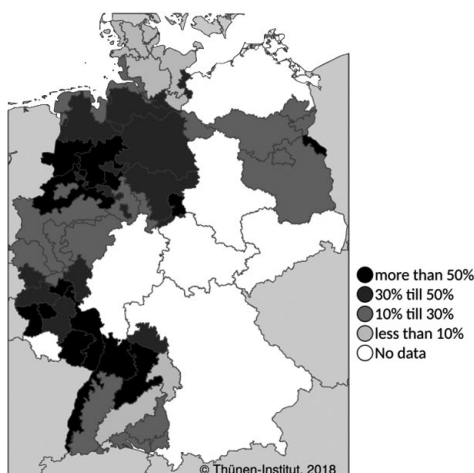 more than 50%
30% till 50%
10% till 30%
less than 10%
No data
© Thünen-Institut, 2018